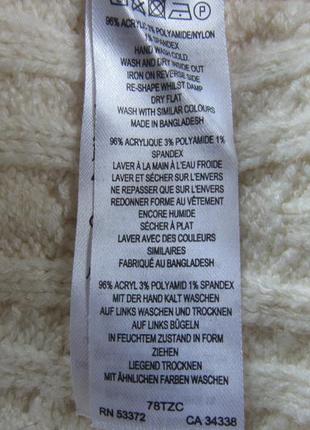 96% ACRYLIC 3% POLYAMIDE/NYLON
1% SPANDEX
HAND WASH COLD.
WASH AND DRY INSIDE OUT
IRON ON REVERSE SIDE
RE-SHAPE WHILST DAMP
DRY FLAT
WASH WITH SIMILAR COLOURS
MADE IN BANGLADESH
96% ACRYLIQUE 3% POLYAMIDE 1%
SPANDEX
LAVER À LA MAIN À L'EAU FROIDE
LAVER ET SÉCHER SUR L'ENVERS
NE REPASSER QUE SUR L'ENVERS
REDONNER FORME AU VÊTEMENT
ENCORE HUMIDE
SÈCHER À PLAT
LAVER AVEC DES COULEURS
SIMILAIRES
FABRIQUÉ AU BANGLADESH
96% ACRYL 3% POLYAMID 1% SPANDEX
MIT DER HAND KALT WASCHEN
AUF LINKS WASCHEN UND TROCKNEN
AUF LINKS BÜGELN
IN FEUCHTEM ZUSTAND IN FORM
ZIEHEN
LIEGEND TROCKNEN
MIT ÄHNLICHEN FARBEN WASCHEN
78TZC
RN 53372 CA 34338